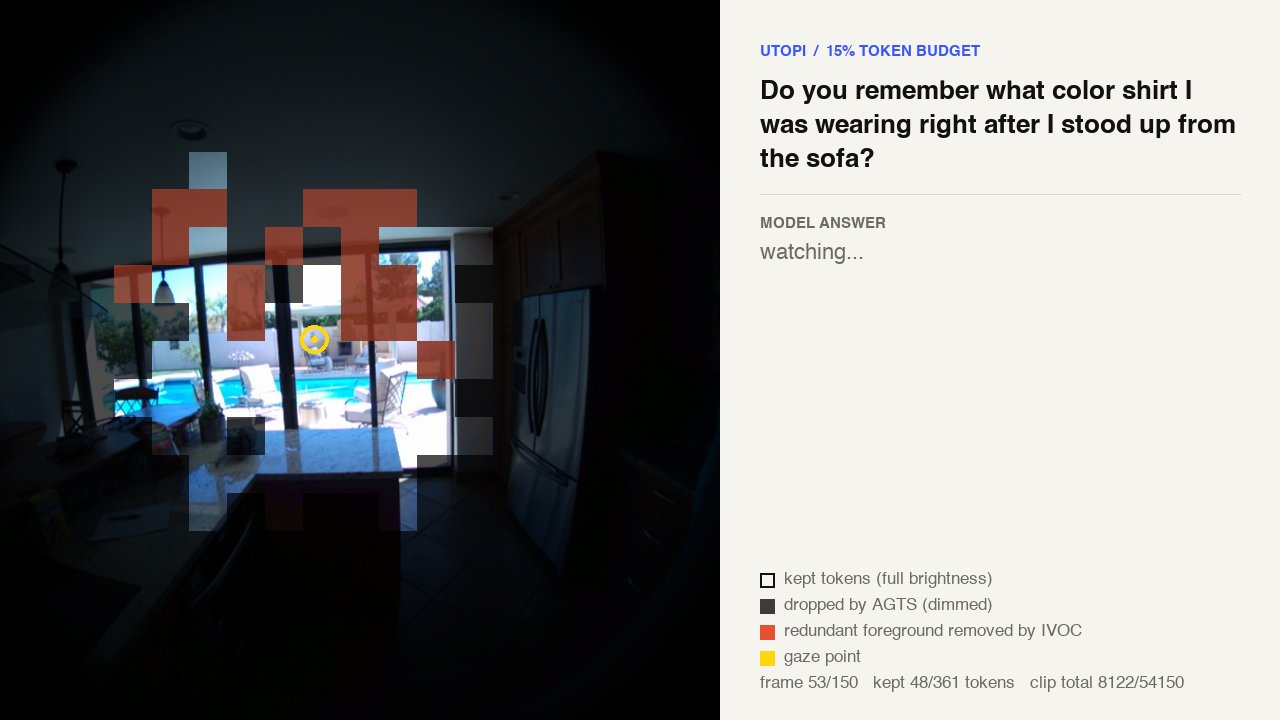 UTOPI / 15% TOKEN BUDGET
Do you remember what color shirt I
was wearing right after I stood up from
the sofa?
MODEL ANSWER
watching...
kept tokens (full brightness)
dropped by AGTS (dimmed)
redundant foreground removed by IVOC
gaze point
frame 53/150 kept 48/361 tokens clip total 8122/54150